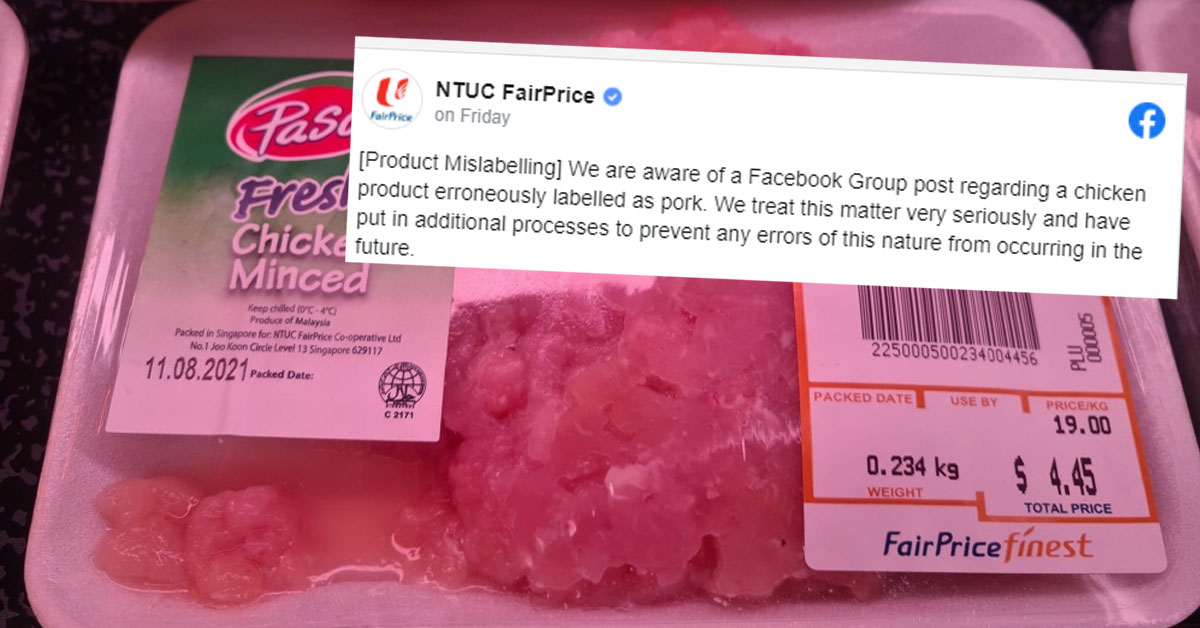 NTUC FairPrice
on Friday
FairPrice
[Product Mislabelling] We are aware of a Facebook Group post regarding a chicken
product erroneously labelled as pork. We treat this matter very seriously and have
put in additional processes to prevent any errors of this nature from occurring in the
future.
Minced
Keep chilled (0°C - 4°C)
Produce of Malaysia
Packed in Singapore for: NTUC FairPrice Co-operative Ltd
No.1 Joo Koon Circle Level 13 Singapore 629117
11.08.2021 Packed Date:
C 2171
2250005002340044456
PLU
000005
PACKED DATE USE BY PRICE/KG
19.00
0.234 kg $ 4.45
WEIGHT TOTAL PRICE
FairPrice finest